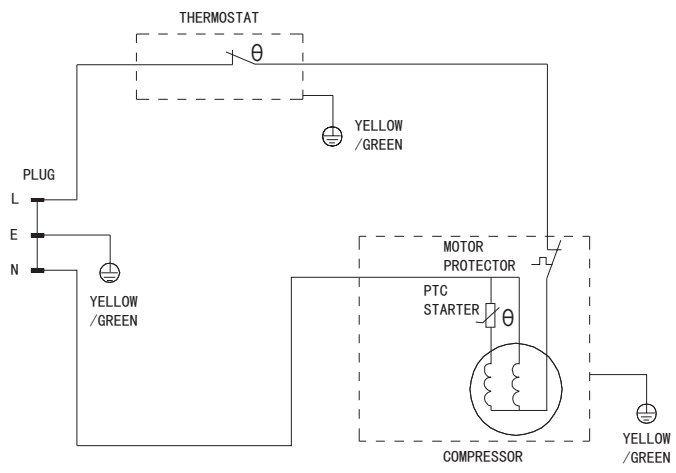 THERMOSTAT
θ
YELLOW
/GREEN
PLUG
L
E
N
YELLOW
/GREEN
MOTOR
PROTECTOR
PTC
STARTER
θ
COMPRESSOR
YELLOW
/GREEN